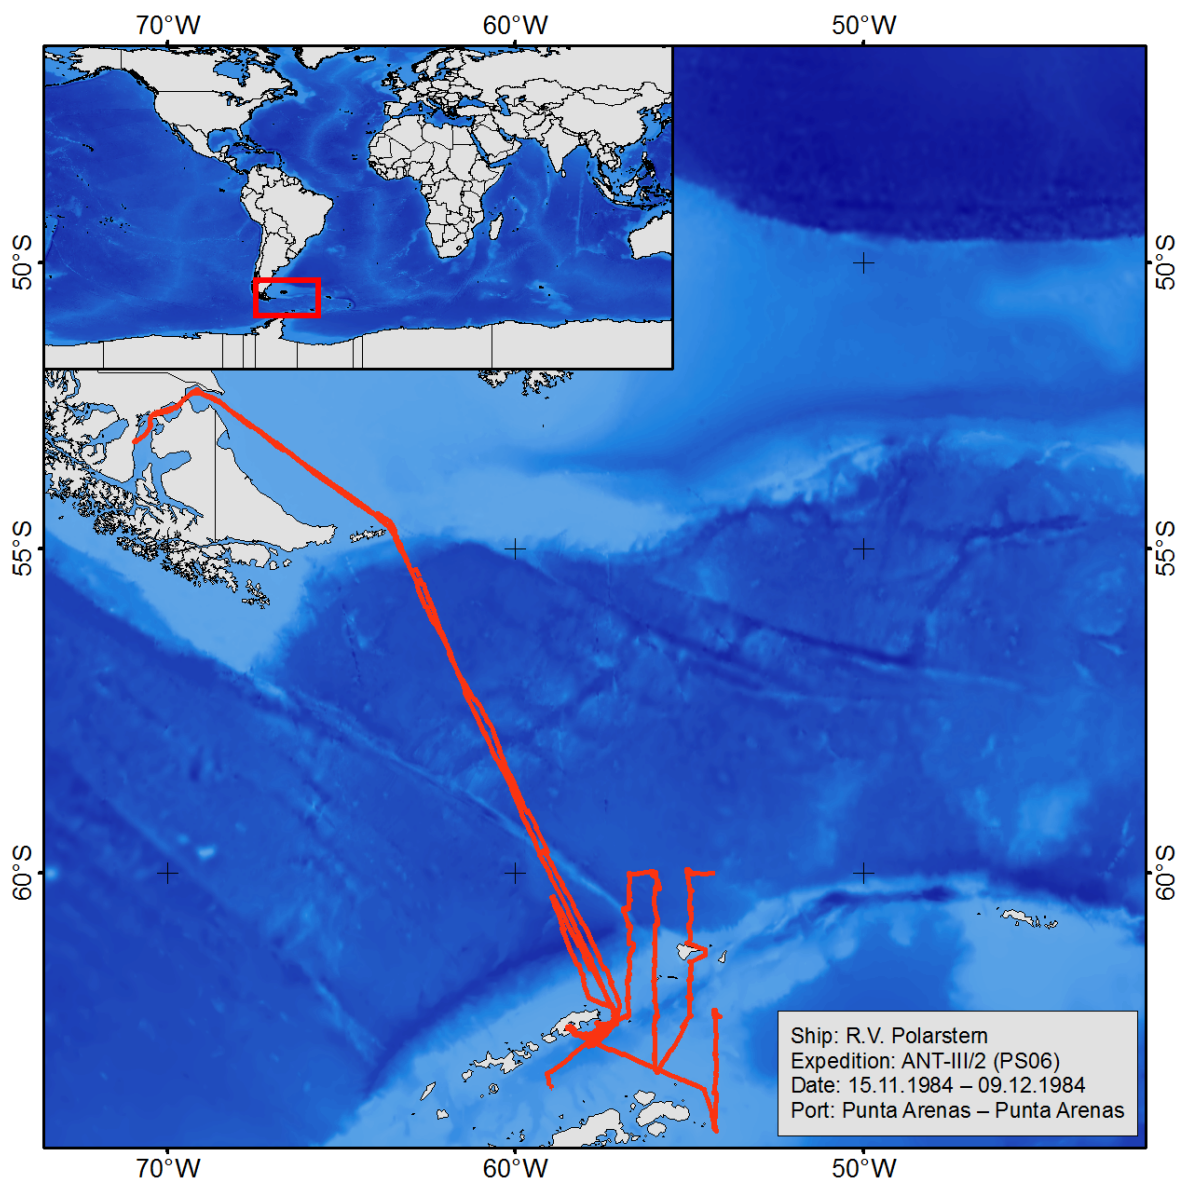 70°W 60°W 50°W
50°S 50°S
55°S 55°S
60°S 60°S
Ship: R.V. Polarstern
Expedition: ANT-III/2 (PS06)
Date: 15.11.1984 – 09.12.1984
Port: Punta Arenas – Punta Arenas
70°W 60°W 50°W